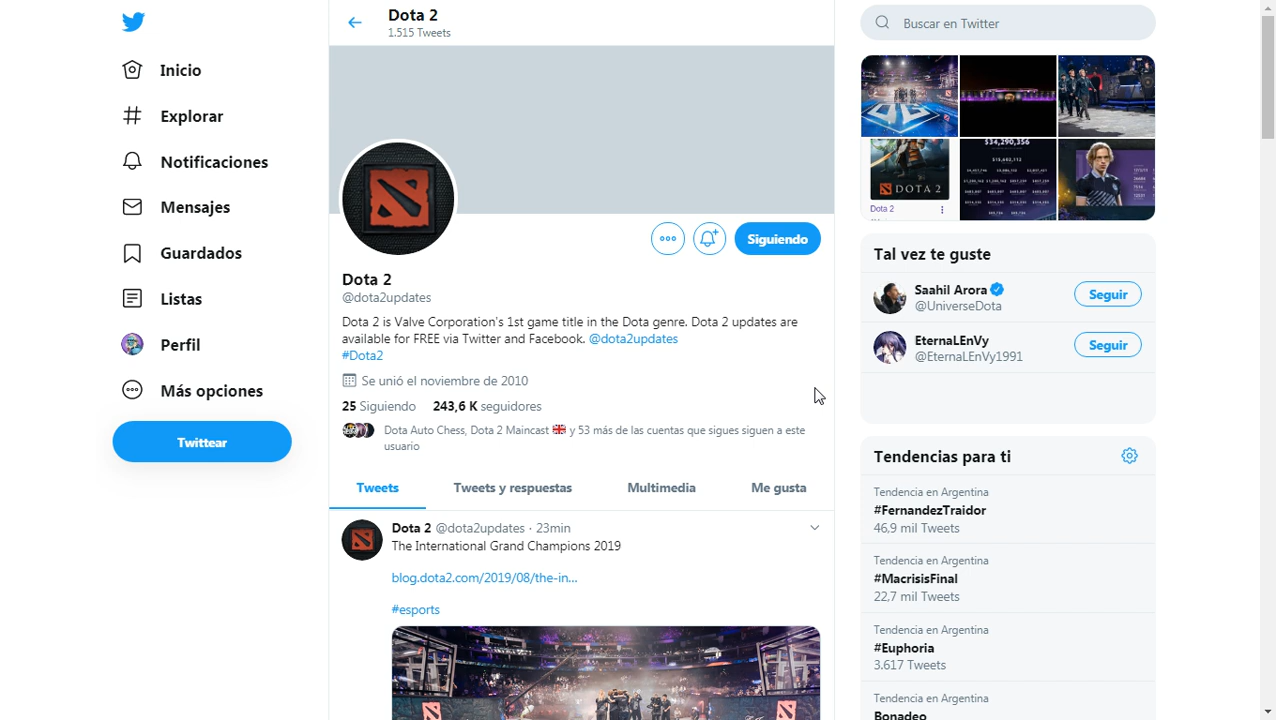 Inicio
Explorar
Notificaciones
Mensajes
Guardados
Listas
Perfil
Más opciones
Twittear
Dota 2
1.515 Tweets
Siguiendo
Dota 2
@dota2updates
Dota 2 is Valve Corporation's 1st game title in the Dota genre. Dota 2 updates are
available for FREE via Twitter and Facebook. @dota2updates
#Dota2
Se unió el noviembre de 2010
25 Siguiendo 243,6 K seguidores
Dota Auto Chess, Dota 2 Maincast 🇬🇧 y 53 más de las cuentas que sigues siguen a este
usuario
Tweets Tweets y respuestas Multimedia Me gusta
Dota 2 @dota2updates · 23min
The International Grand Champions 2019
blog.dota2.com/2019/08/the-in...
#esports
Buscar en Twitter
DOTA 2
Dota 2
$34,290,356
Tal vez te guste
Saahil Arora
@UniverseDota
Seguir
EternaLEnVy
@EternaLEnVy1991
Seguir
Tendencias para ti
Tendencia en Argentina
#FernandezTraidor
46,9 mil Tweets
Tendencia en Argentina
#MacrisisFinal
22,7 mil Tweets
Tendencia en Argentina
#Euphoria
3.617 Tweets
Tendencia en Argentina
Bonadeo